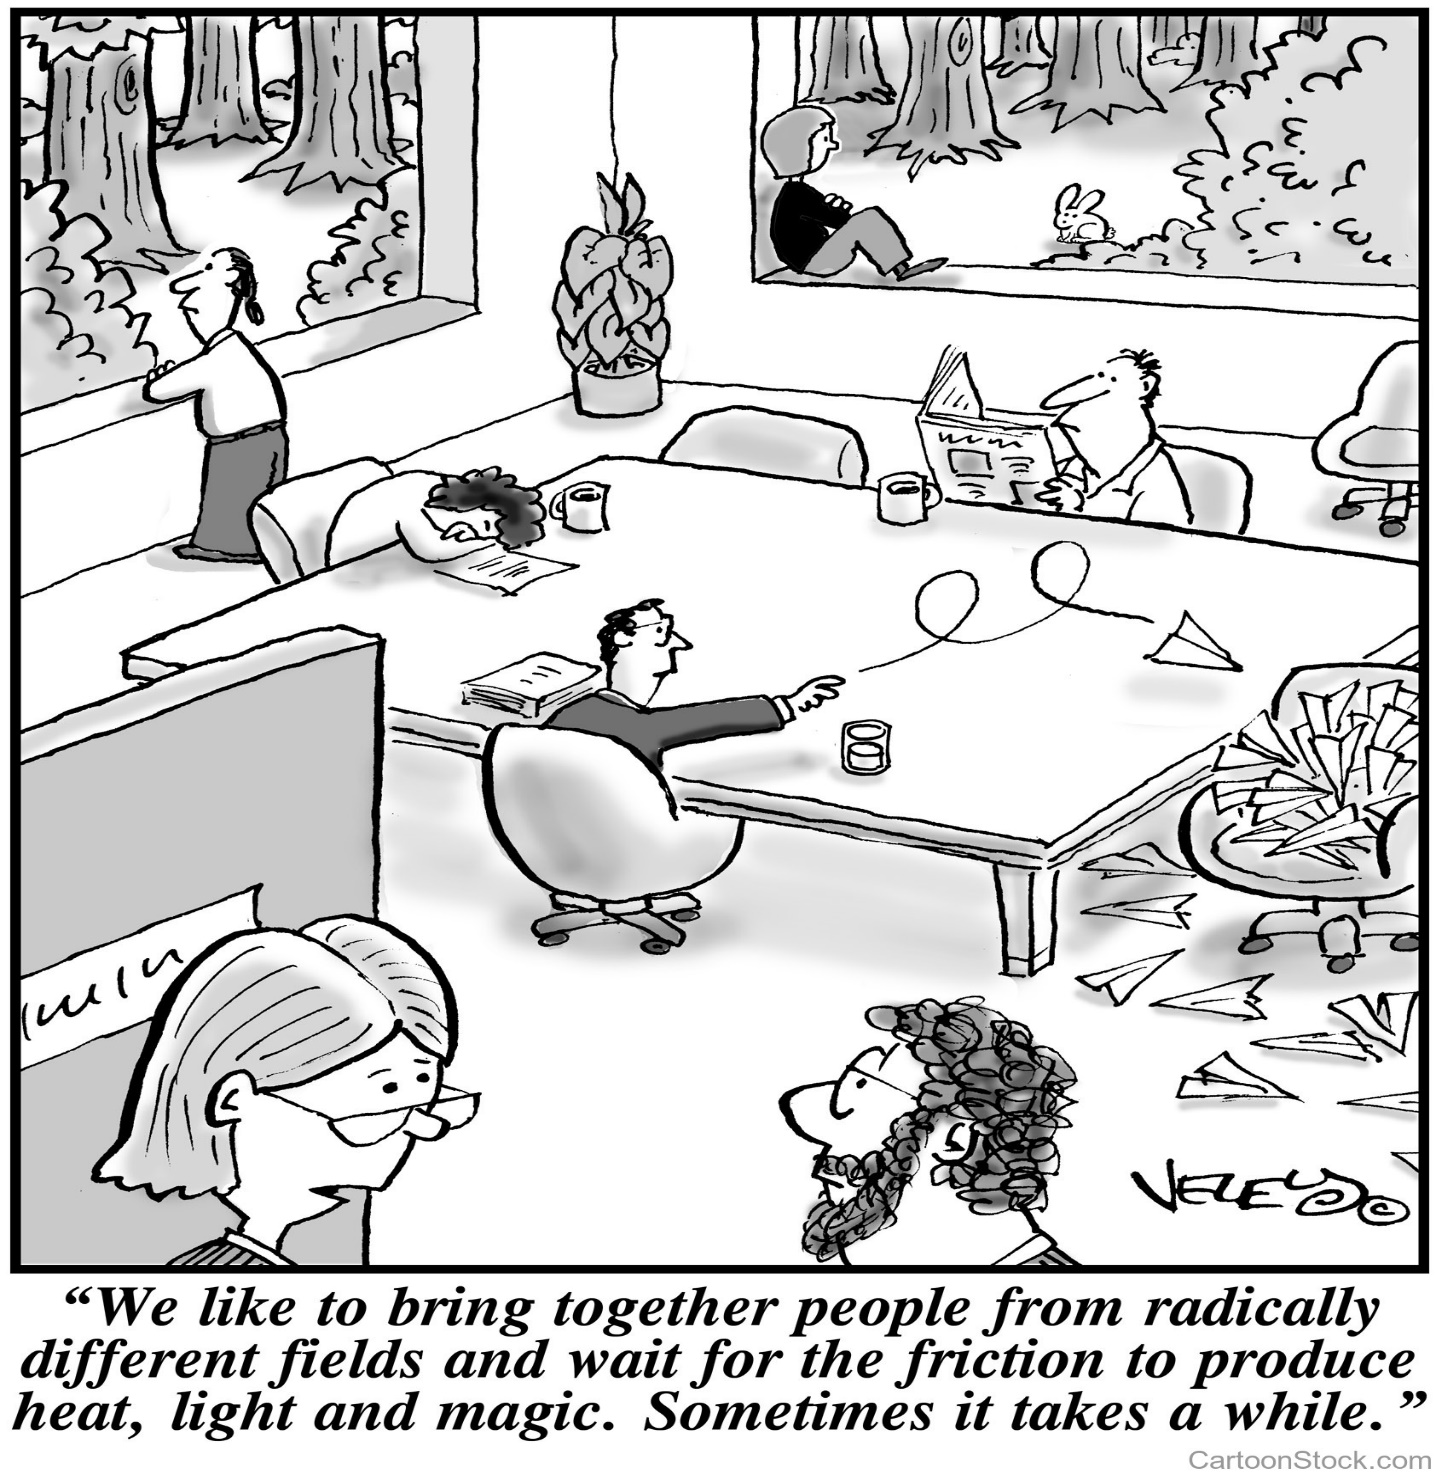 VELEY ©
“We like to bring together people from radically
different fields and wait for the friction to produce
heat, light and magic. Sometimes it takes a while.”
CartoonStock.com